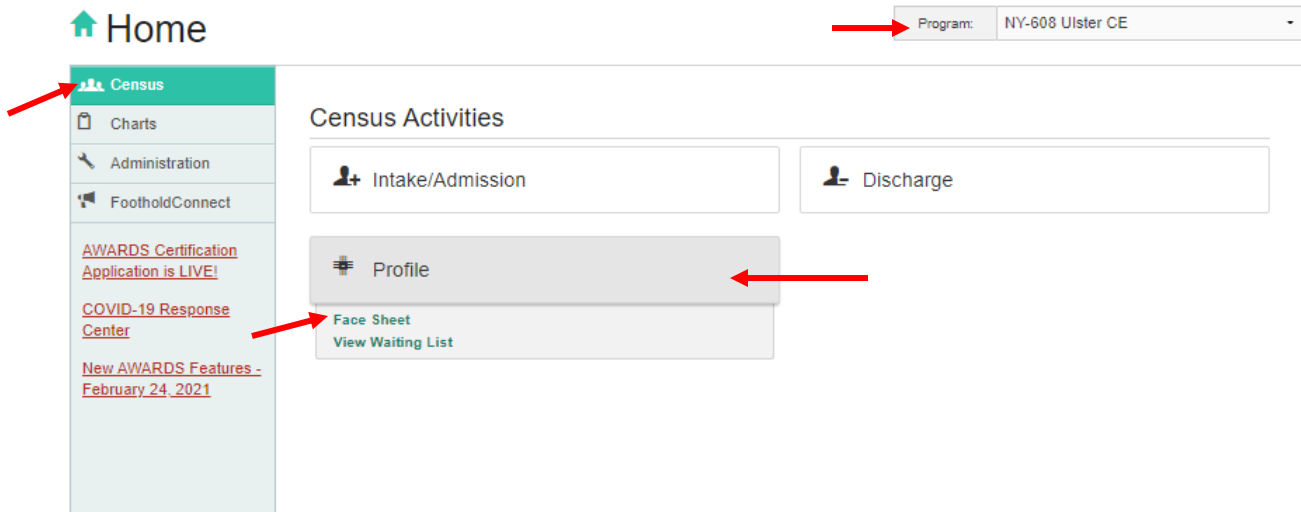 Home
Program: NY-608 Ulster CE
Census
Charts
Administration
FootholdConnect
AWARDS Certification
Application is LIVE!
COVID-19 Response
Center
New AWARDS Features -
February 24, 2021
Census Activities
Intake/Admission
Discharge
Profile
Face Sheet
View Waiting List